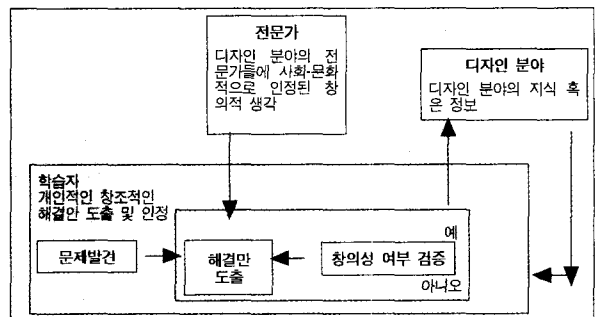 전문가
디자인 분야의 전
문가들에 사회-문화
적으로 인정된 창
의적 생각
디자인 분야
디자인 분야의 지식 혹
은 정보
학습자
개인적인 창조적인
해결안 도출 및 인정
예
문제발견
해결만
도출
창의성 여부 검증
아니오